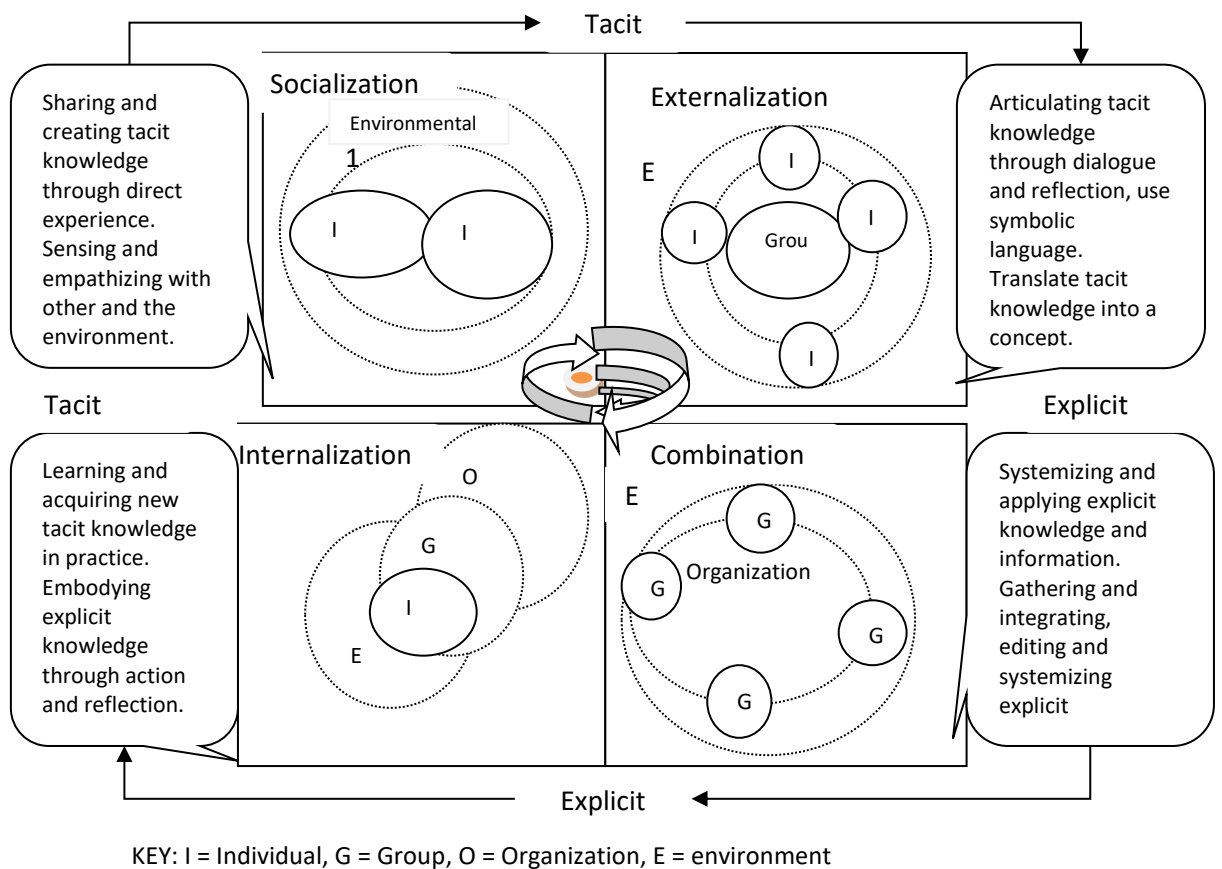 Tacit
Sharing and
creating tacit
knowledge
through direct
experience.
Sensing and
empathizing with
other and the
environment.
Socialization
Environmental
1
I
I
Externalization
E
I
I
I
Grou
I
Articulating tacit
knowledge
through dialogue
and reflection, use
symbolic
language.
Translate tacit
knowledge into a
concept.
Tacit
Explicit
Learning and
acquiring new
tacit knowledge
in practice.
Embodying
explicit
knowledge
through action
and reflection.
Internalization
O
G
I
E
Combination
E
G
Organization
G
G
G
Systemizing and
applying explicit
knowledge and
information.
Gathering and
integrating,
editing and
systemizing
explicit
Explicit
KEY: I = Individual, G = Group, O = Organization, E = environment